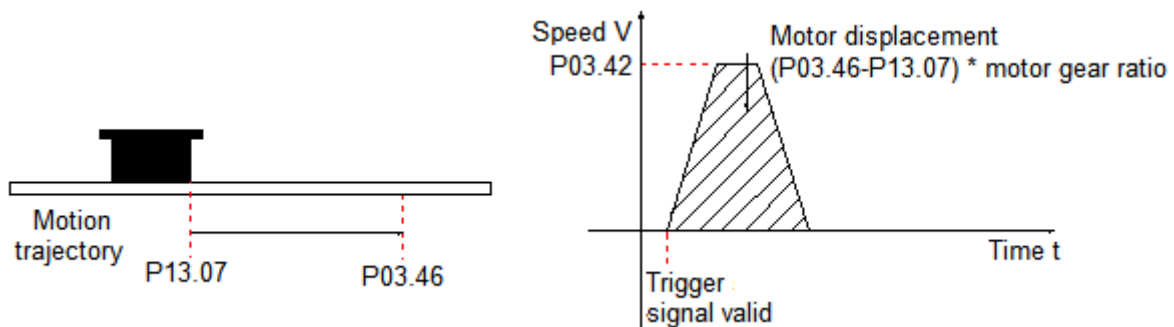 Motion
trajectory
P13.07
P03.46
Speed V
P03.42
Motor displacement
(P03.46-P13.07) * motor gear ratio
Time t
Trigger
signal valid